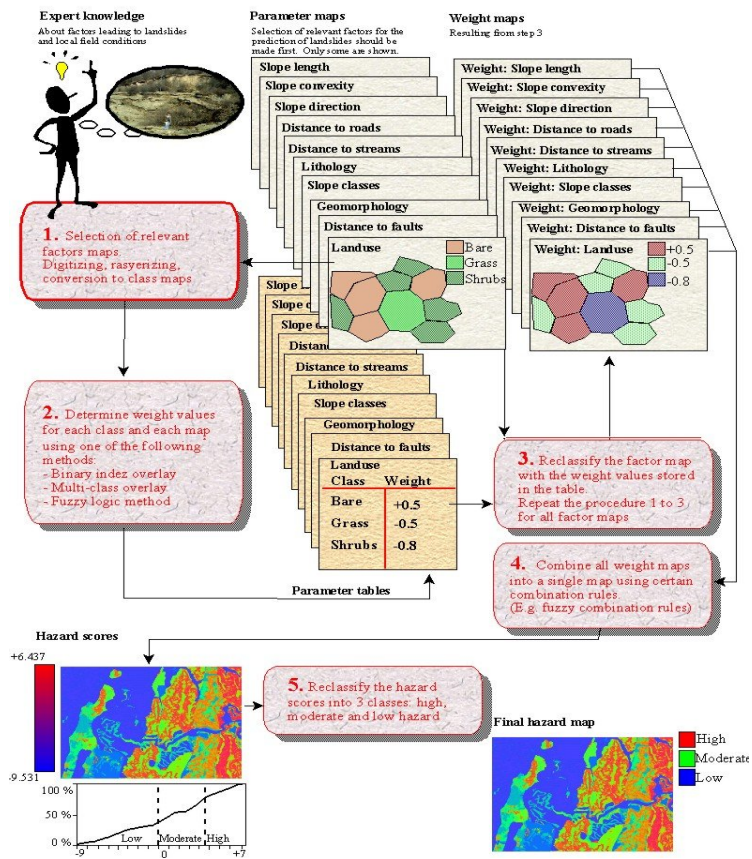 Expert knowledge
About factors leading to landslides
and local field conditions
Parameter maps
Selection of relevant factors for the
prediction of landslides should be
made first. Only some are shown.
Weight maps
Resulting from step 3
Slope length
Slope convexity
Slope direction
Distance to roads
Distance to streams
Lithology
Slope classes
Geomorphology
Distance to faults
Landuse
Bare
Grass
Shrubs
Weight: Slope length
Weight: Slope convexity
Weight: Slope direction
Weight: Distance to roads
Weight: Distance to streams
Weight: Lithology
Weight: Slope classes
Weight: Geomorphology
Weight: Distance to faults
Weight: Landuse
+0.5
-0.5
-0.8
1. Selection of relevant
factors maps.
Digitizing, rasyerizing,
conversion to class maps
2. Determine weight values
for each class and each map
using one of the following
methods:
- Binary index overlay
- Multi-class overlay
- Fuzzy logic method
Slope
Slope
Slope
Distance
Distance to streams
Lithology
Slope classes
Geomorphology
Distance to faults
Landuse
Class Weight
Bare +0.5
Grass -0.5
Shrubs -0.8
Parameter tables
3. Reclassify the factor map
with the weight values stored
in the table.
Repeat the procedure 1 to 3
for all factor maps
4. Combine all weight maps
into a single map using certain
combination rules.
(E.g. fuzzy combination rules)
Hazard scores
+6.437
-9.531
5. Reclassify the hazard
scores into 3 classes: high,
moderate and low hazard
Final hazard map
High
Moderate
Low
100 %
50 %
0 %
Low Moderate High
-9 0 +7